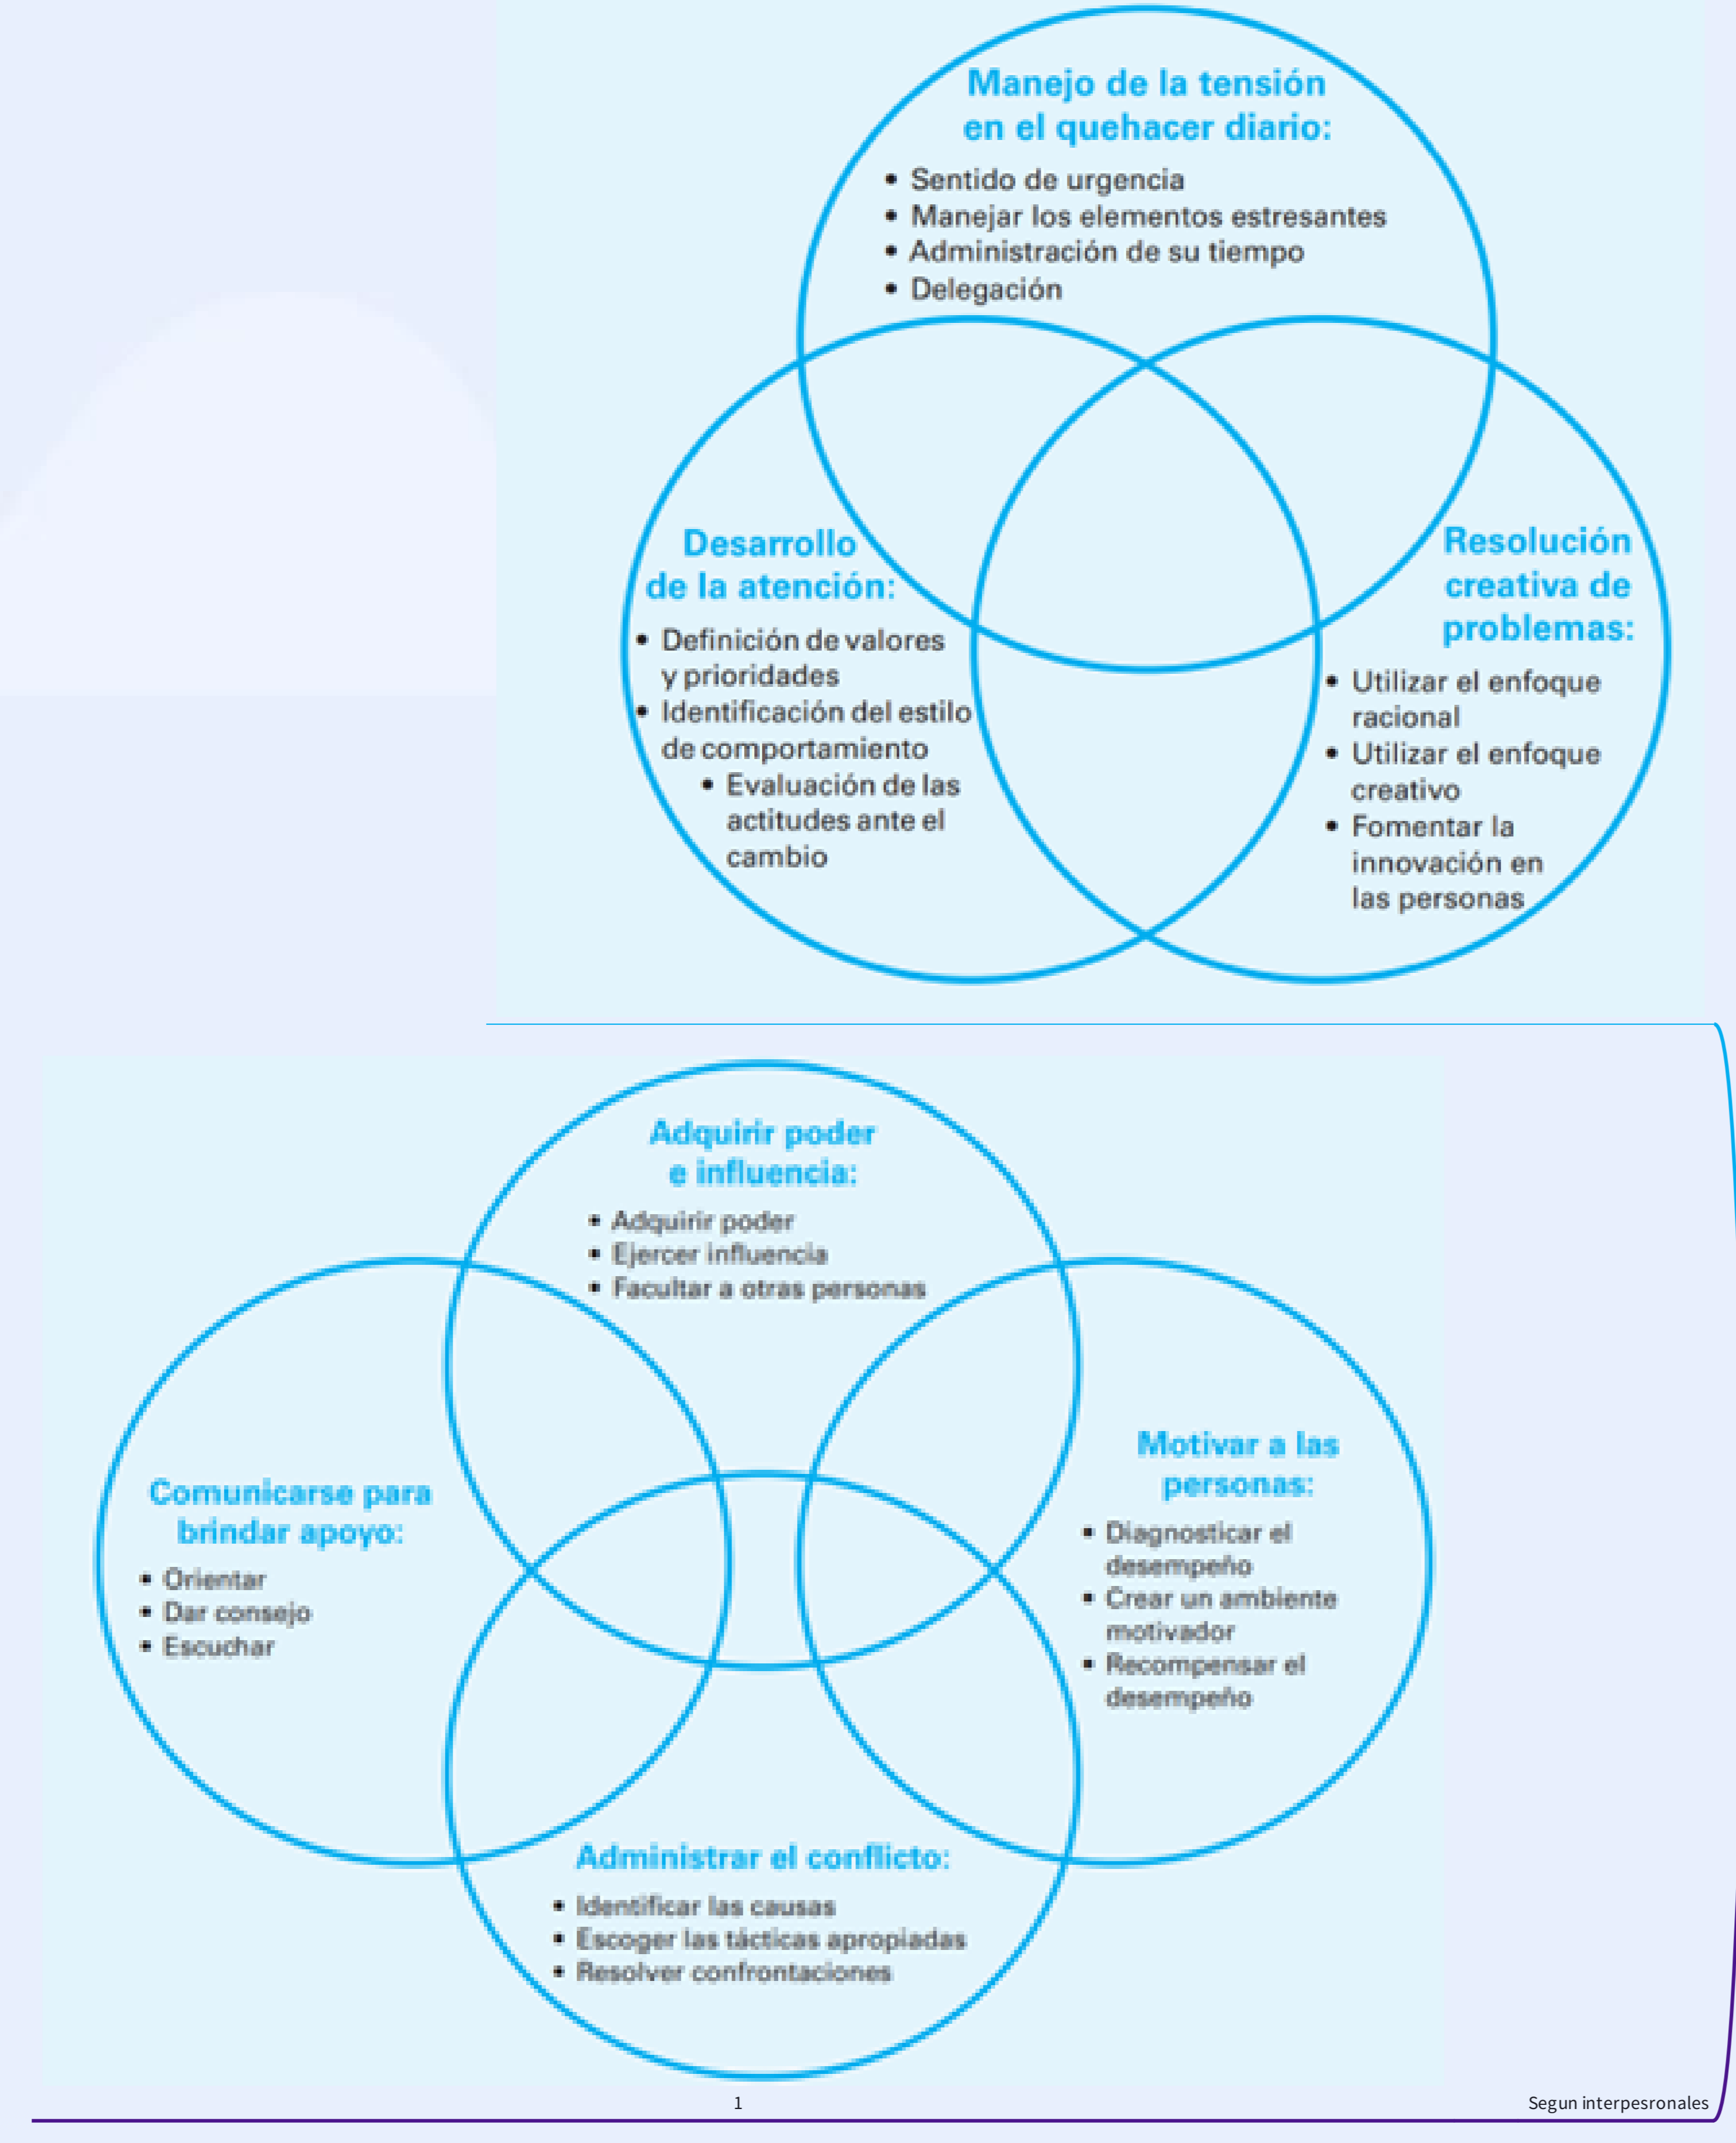 Manejo de la tensión
en el quehacer diario:
• Sentido de urgencia
• Manejar los elementos estresantes
• Administración de su tiempo
• Delegación
Desarrollo
de la atención:
• Definición de valores
y prioridades
• Identificación del estilo
de comportamiento
• Evaluación de las
actitudes ante el
cambio
Resolución
creativa de
problemas:
• Utilizar el enfoque
racional
• Utilizar el enfoque
creativo
• Fomentar la
innovación en
las personas
Adquirir poder
e influencia:
• Adquirir poder
• Ejercer influencia
• Facultar a otras personas
Comunicarse para
brindar apoyo:
• Orientar
• Dar consejo
• Escuchar
Motivar a las
personas:
• Diagnosticar el
desempeño
• Crear un ambiente
motivador
• Recompensar el
desempeño
Administrar el conflicto:
• Identificar las causas
• Escoger las tácticas apropiadas
• Resolver confrontaciones
1
Segun interpesronales